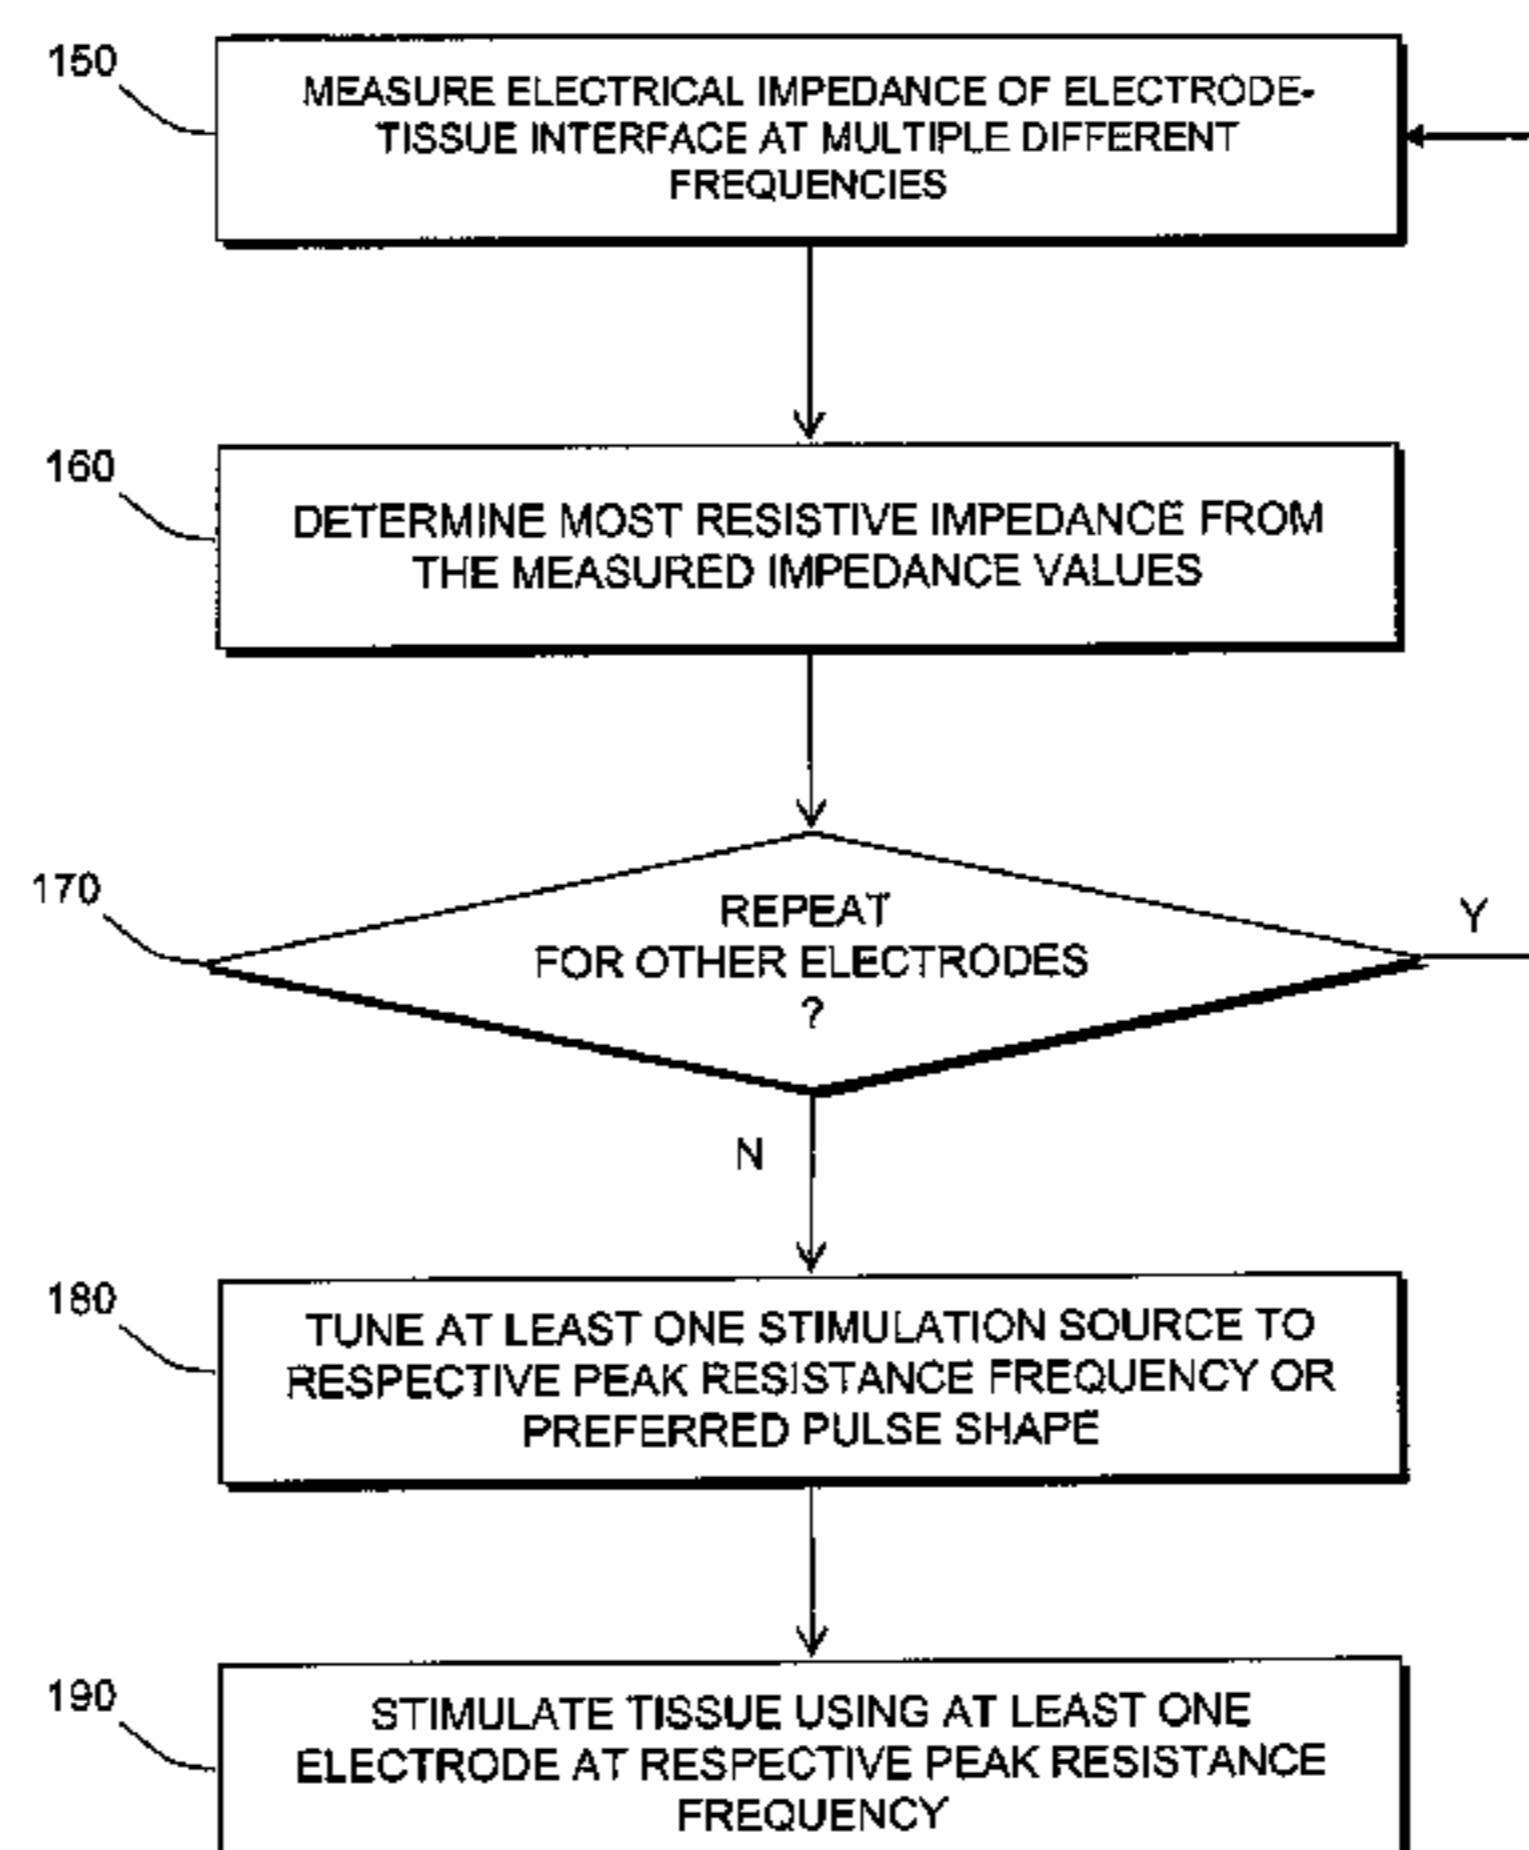 150
MEASURE ELECTRICAL IMPEDANCE OF ELECTRODE-
TISSUE INTERFACE AT MULTIPLE DIFFERENT
FREQUENCIES
160
DETERMINE MOST RESISTIVE IMPEDANCE FROM
THE MEASURED IMPEDANCE VALUES
170
REPEAT
FOR OTHER ELECTRODES
?
Y
N
180
TUNE AT LEAST ONE STIMULATION SOURCE TO
RESPECTIVE PEAK RESISTANCE FREQUENCY OR
PREFERRED PULSE SHAPE
190
STIMULATE TISSUE USING AT LEAST ONE
ELECTRODE AT RESPECTIVE PEAK RESISTANCE
FREQUENCY